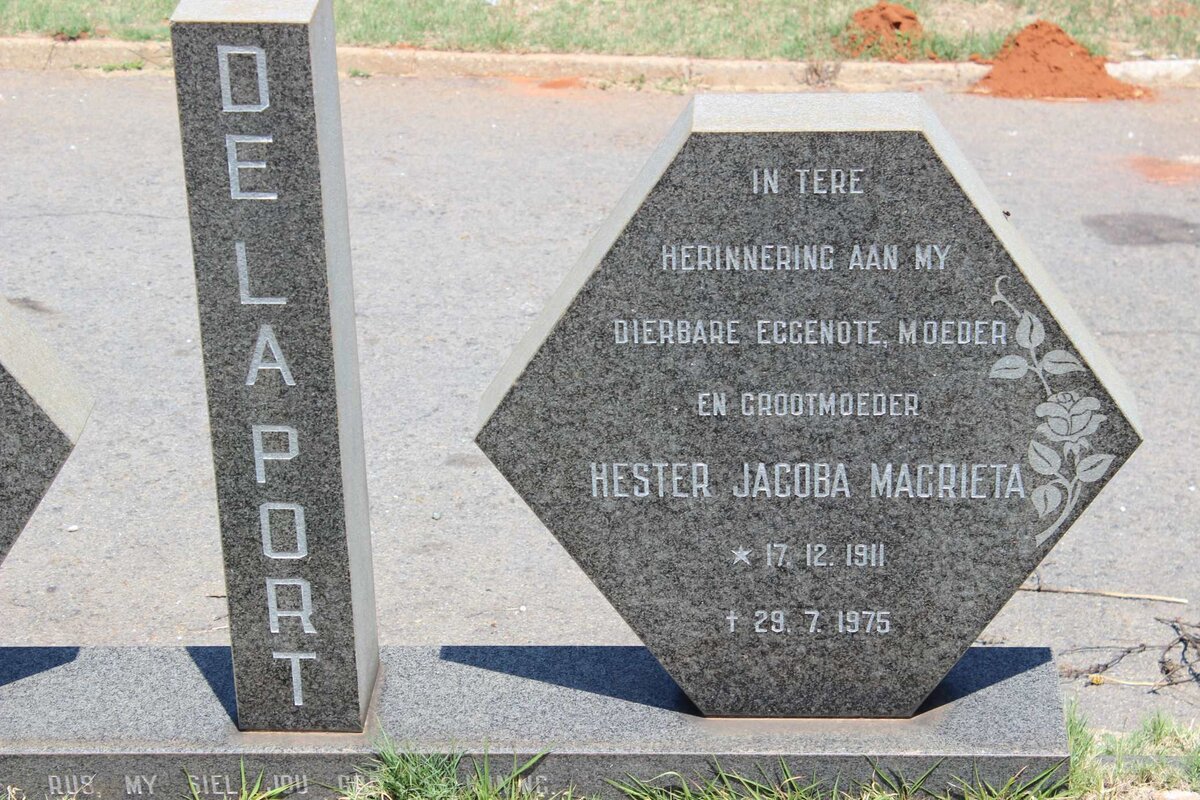 DELAPORT
IN TERE
HERINNERING AAN MY
DIERBARE EGGENOTE, MOEDER
EN GROOTMOEDER
HESTER JACOBA MAGRIETA
★ 17. 12. 1911
† 29. 7. 1975
RUS, MY SIEL, JOU